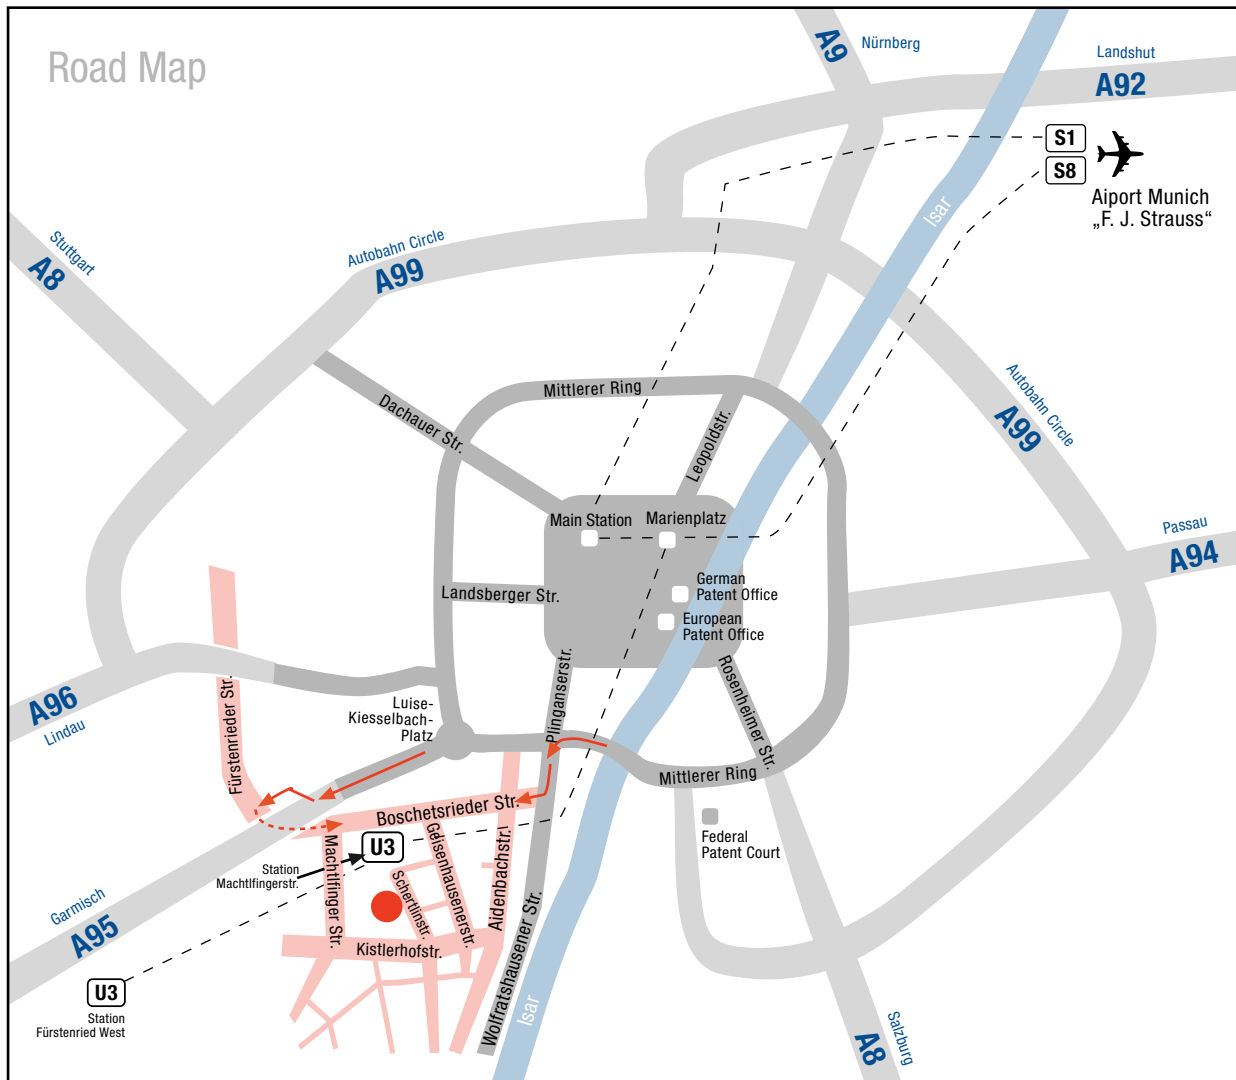 Road Map
A9
Nürnberg
Landshut
A92
S1
S8
Aiport Munich
„F. J. Strauss“
Isar
Stuttgart
A8
Autobahn Circle
A99
Autobahn Circle
A99
Mittlerer Ring
Dachauer Str.
Leopoldstr.
Main Station
Marienplatz
Passau
A94
German
Patent Office
Landsberger Str.
European
Patent Office
Plinganserstr.
Rosenheimer Str.
Fürstenrieder Str.
A96
Lindau
Luise-
Kiesselbach-
Platz
Mittlerer Ring
Boschetsrieder Str.
Federal
Patent Court
U3
Station
Machtlfingerstr.
Machtlfinger Str.
Geisenhausenerstr.
Schertlinstr.
Aidenbachstr.
Wolfratshausener Str.
Kistlerhofstr.
Garmisch
A95
U3
Station
Fürstenried West
Isar
Salzburg
A8